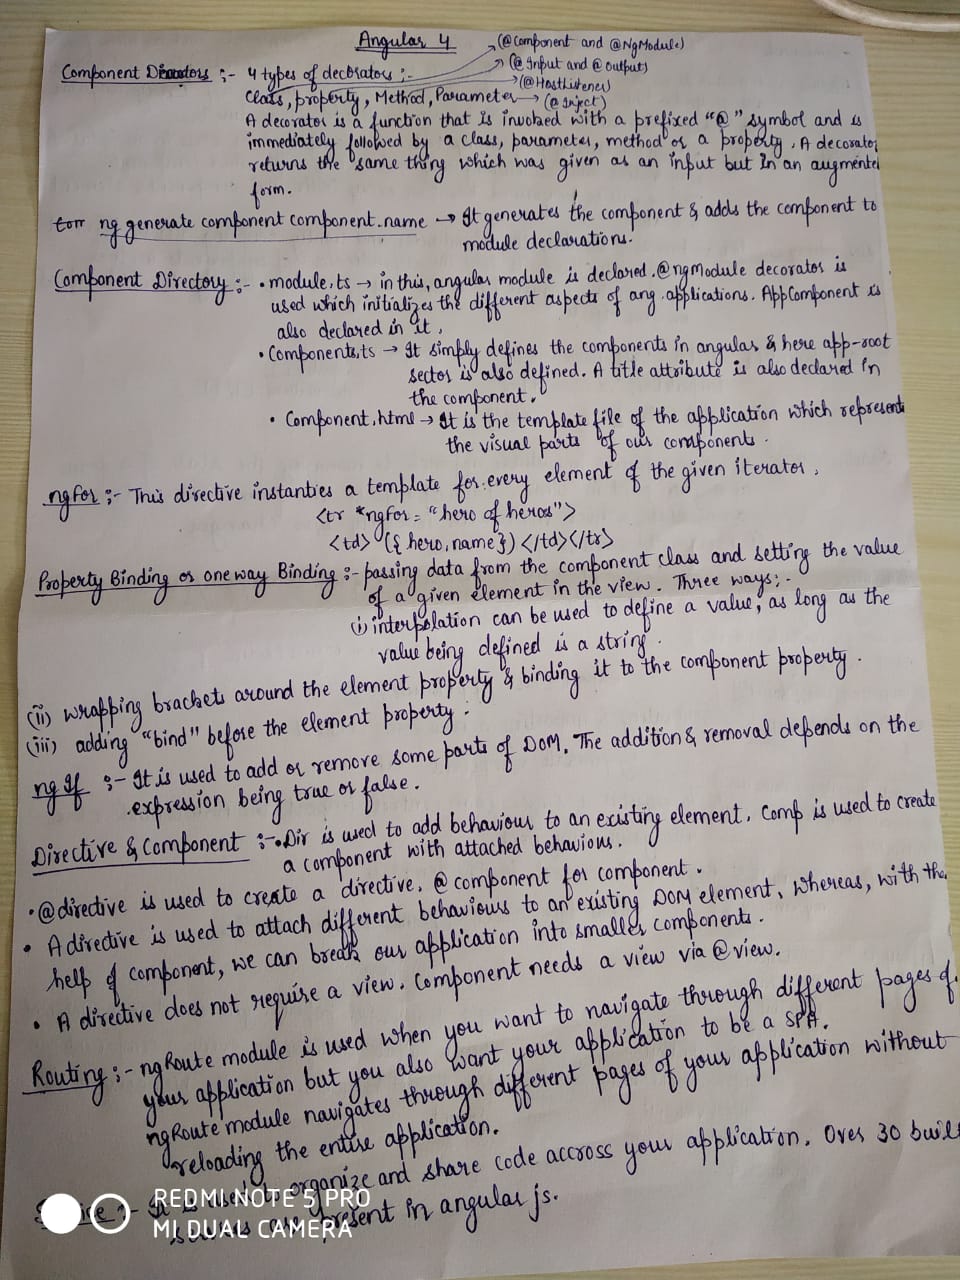 Angular 4
Component Decorators :- 4 types of decorators :-
(@Component and @NgModule)
(@Input and @output)
(@HostListener)
Class, property, Method, Parameter → (@Inject)
A decorator is a function that is invoked with a prefixed "@" symbol and is
immediately followed by a class, parameter, method or a property. A decorator
returns the same thing which was given as an input but in an augmented
form.
ng generate component component.name → It generates the component & adds the component to
module declarations.
Component Directory :- • module.ts → in this, angular module is declared. @ngModule decorator is
used which initializes the different aspects of ang. applications. AppComponent is
also declared in it.
• Components.ts → It simply defines the components in angular & here app-root
sector is also defined. A title attribute is also declared in
the component.
• Component.html → It is the template file of the application which represents
the visual parts of our components.
ngfor :- This directive instanties a template for every element of the given iterator.
<tr *ngfor = "hero of heros">
<td> ({hero.name}) </td></tr>
Property Binding or one way Binding :- passing data from the component class and setting the value
of a given element in the view. Three ways :-
(i) interpolation can be used to define a value, as long as the
value being defined is a string.
(ii) wrapping brackets around the element property & binding it to the component property.
(iii) adding "bind" before the element property.
ng If :- It is used to add or remove some parts of DOM. The addition & removal depends on the
expression being true or false.
Directive & Component :- • Dir is used to add behaviour to an existing element. Comp is used to create
a component with attached behaviour.
• @directive is used to create a directive. @component for component.
• A directive is used to attach different behaviours to an existing DOM element, whereas, with the
help of component, we can break our application into smaller components.
• A directive does not require a view. Component needs a view via @view.
Routing :- ngRoute module is used when you want to navigate through different pages of
your application but you also want your application to be a SPA.
ngRoute module navigates through different pages of your application without
reloading the entire application.
:- It is used to organize and share code accross your application. Over 30 built
present in angular js.
REDMI NOTE 5 PRO
MI DUAL CAMERA